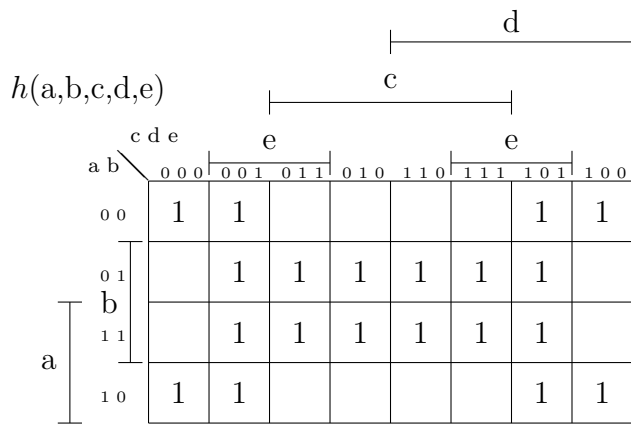 d
h(a,b,c,d,e)
c
c d e
e e
a b
0 0 0 0 0 1 0 1 1 0 1 0 1 1 0 1 1 1 1 0 1 1 0 0
0 0 1 1 1 1
0 1 1 1 1 1 1 1
b
1 1 1 1 1 1 1 1
a
1 0 1 1 1 1